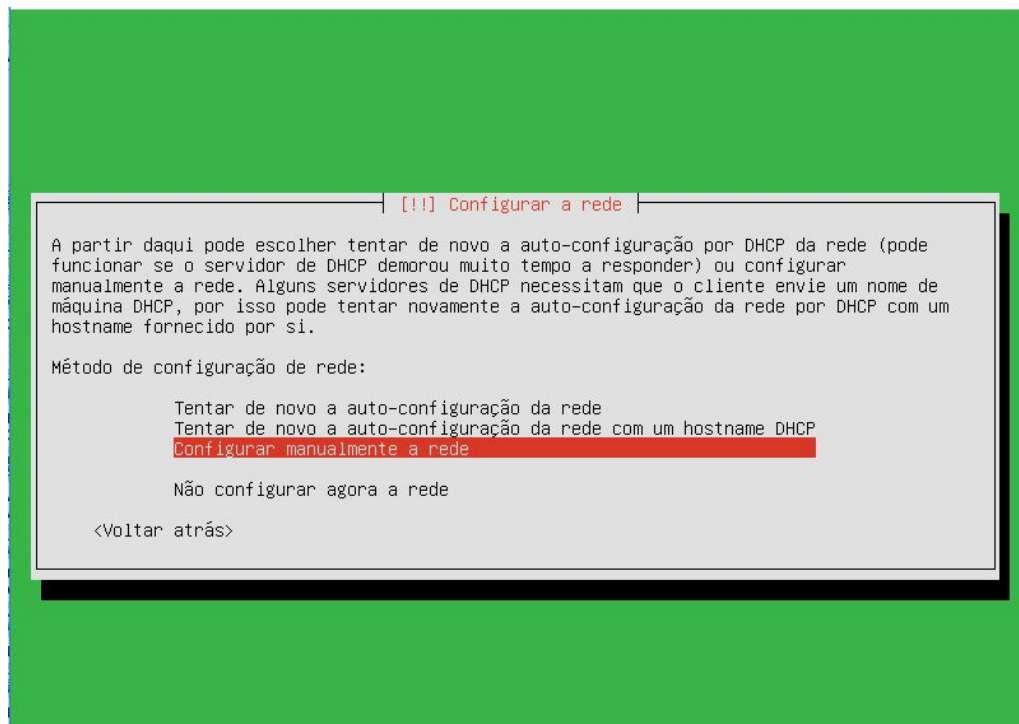 [!!] Configurar a rede
A partir daqui pode escolher tentar de novo a auto-configuração por DHCP da rede (pode
funcionar se o servidor de DHCP demorou muito tempo a responder) ou configurar
manualmente a rede. Alguns servidores de DHCP necessitam que o cliente envie um nome de
máquina DHCP, por isso pode tentar novamente a auto-configuração da rede por DHCP com um
hostname fornecido por si.
Método de configuração de rede:
Tentar de novo a auto-configuração da rede
Tentar de novo a auto-configuração da rede com um hostname DHCP
Configurar manualmente a rede
Não configurar agora a rede
<Voltar atrás>